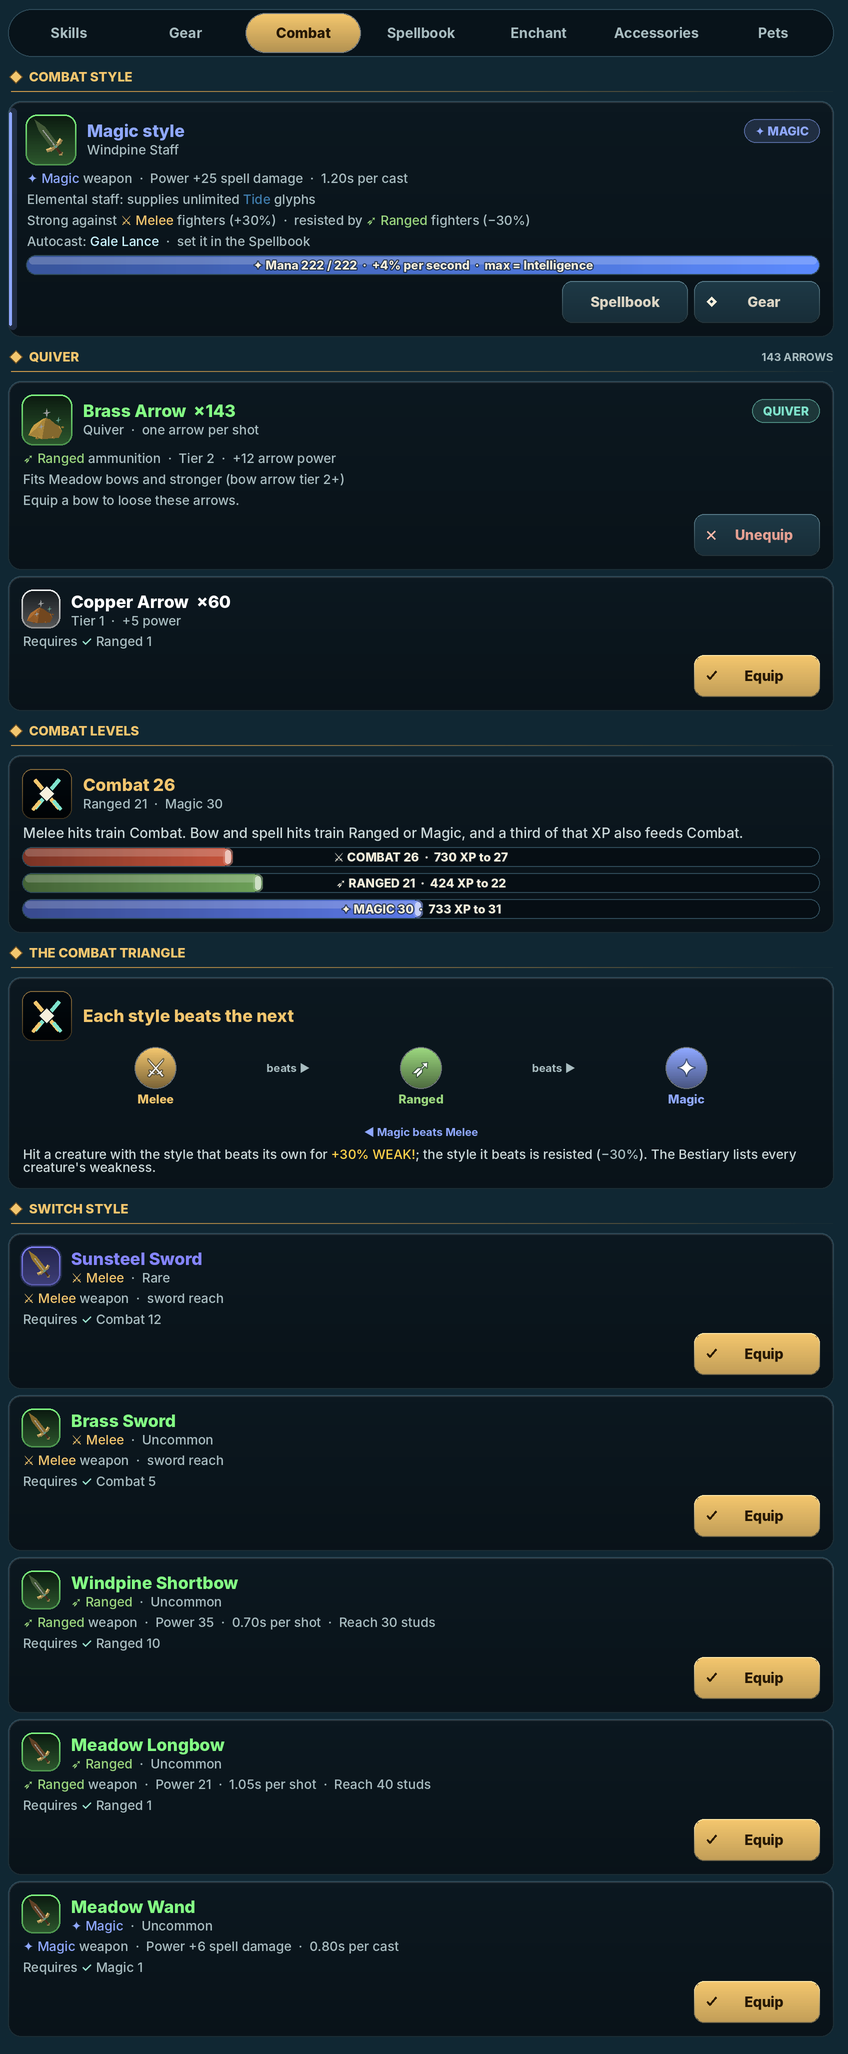 Skills Gear Combat Spellbook Enchant Accessories Pets
COMBAT STYLE
Magic style
✦ MAGIC
Windpine Staff
✦ Magic weapon · Power +25 spell damage · 1.20s per cast
Elemental staff: supplies unlimited Tide glyphs
Strong against ⚔ Melee fighters (+30%) · resisted by ➶ Ranged fighters (−30%)
Autocast: Gale Lance · set it in the Spellbook
✦ Mana 222 / 222 · +4% per second · max = Intelligence
Spellbook Gear
QUIVER 143 ARROWS
Brass Arrow ×143
QUIVER
Quiver · one arrow per shot
➶ Ranged ammunition · Tier 2 · +12 arrow power
Fits Meadow bows and stronger (bow arrow tier 2+)
Equip a bow to loose these arrows.
✕ Unequip
Copper Arrow ×60
Tier 1 · +5 power
Requires ✓ Ranged 1
✓ Equip
COMBAT LEVELS
Combat 26
Ranged 21 · Magic 30
Melee hits train Combat. Bow and spell hits train Ranged or Magic, and a third of that XP also feeds Combat.
⚔ COMBAT 26 · 730 XP to 27
➶ RANGED 21 · 424 XP to 22
✦ MAGIC 30 · 733 XP to 31
THE COMBAT TRIANGLE
Each style beats the next
beats ▶ beats ▶
Melee Ranged Magic
◀ Magic beats Melee
Hit a creature with the style that beats its own for +30% WEAK!; the style it beats is resisted (−30%). The Bestiary lists every
creature's weakness.
SWITCH STYLE
Sunsteel Sword
⚔ Melee · Rare
⚔ Melee weapon · sword reach
Requires ✓ Combat 12
✓ Equip
Brass Sword
⚔ Melee · Uncommon
⚔ Melee weapon · sword reach
Requires ✓ Combat 5
✓ Equip
Windpine Shortbow
➶ Ranged · Uncommon
➶ Ranged weapon · Power 35 · 0.70s per shot · Reach 30 studs
Requires ✓ Ranged 10
✓ Equip
Meadow Longbow
➶ Ranged · Uncommon
➶ Ranged weapon · Power 21 · 1.05s per shot · Reach 40 studs
Requires ✓ Ranged 1
✓ Equip
Meadow Wand
✦ Magic · Uncommon
✦ Magic weapon · Power +6 spell damage · 0.80s per cast
Requires ✓ Magic 1
✓ Equip